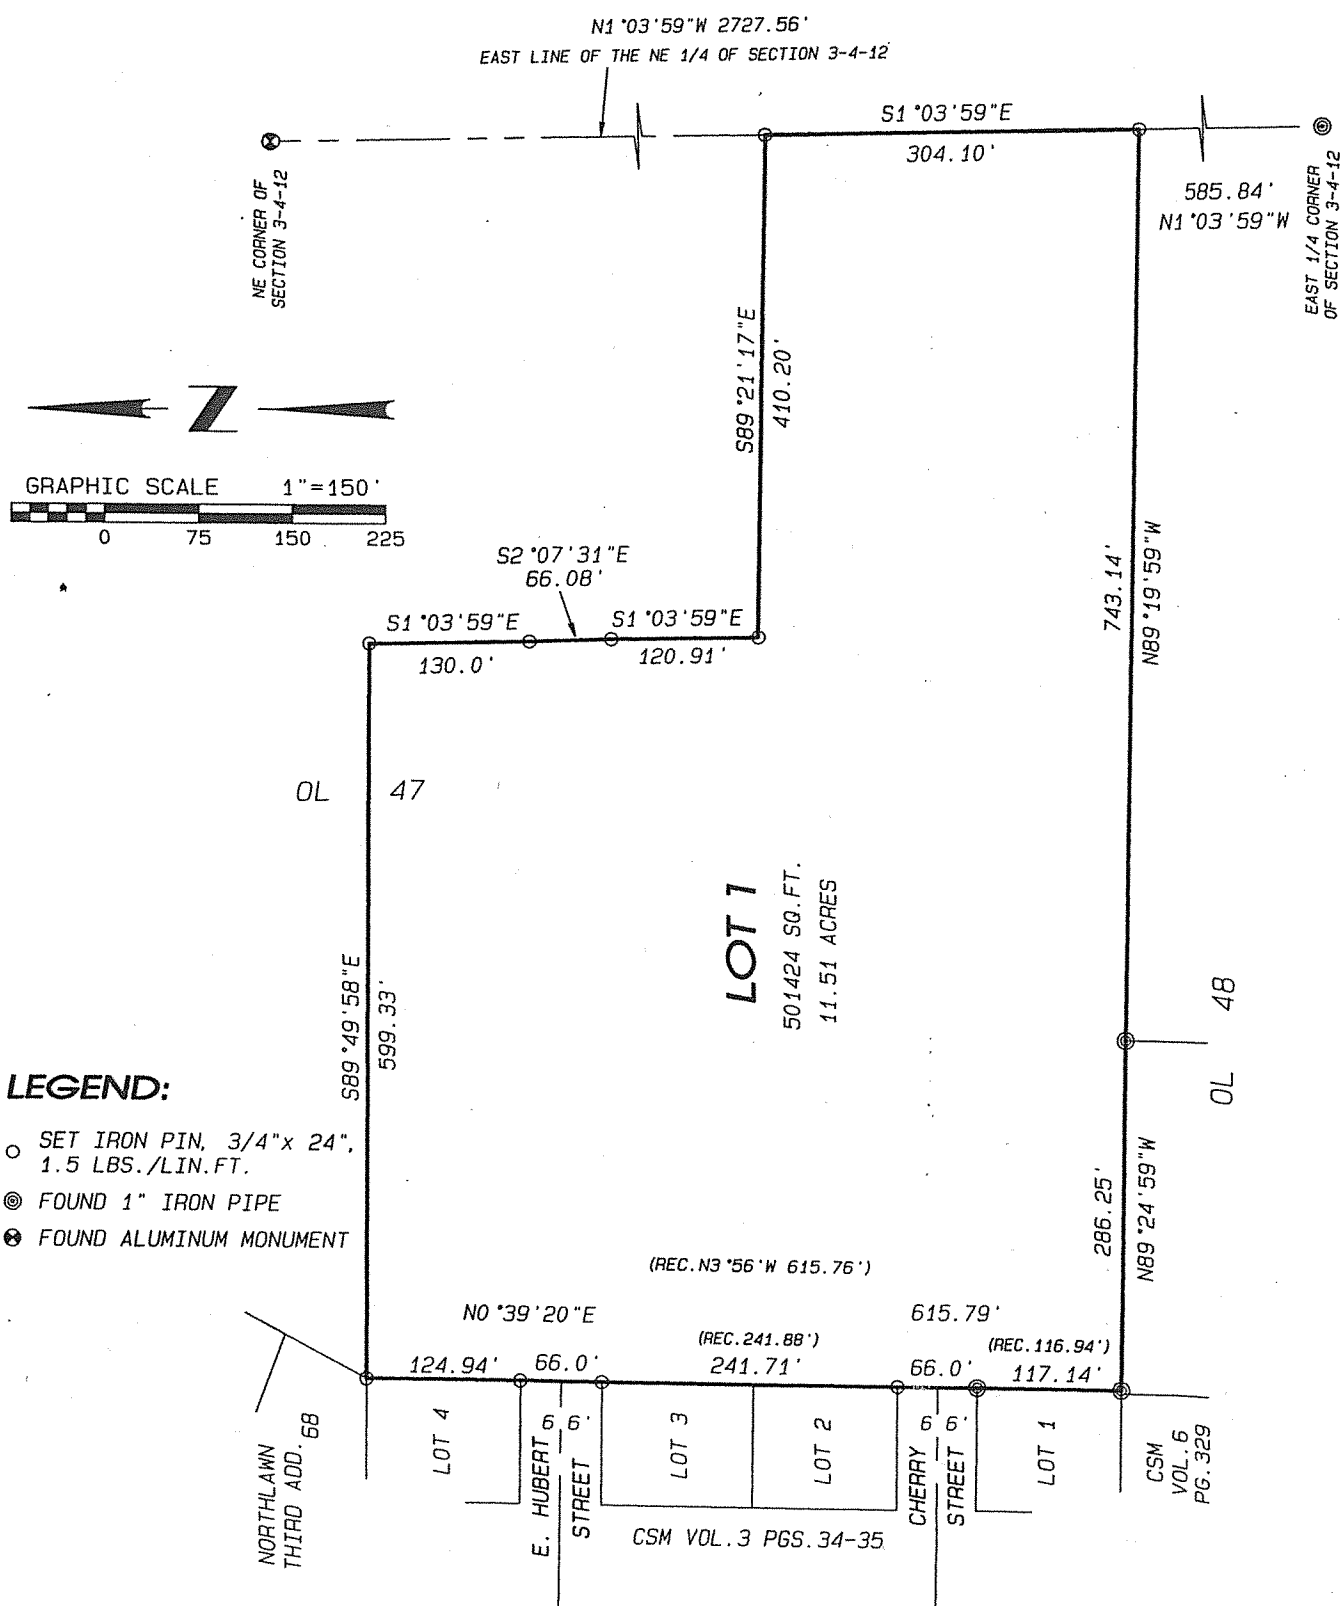 N1°03'59"W 2727.56'
EAST LINE OF THE NE 1/4 OF SECTION 3-4-12
S1°03'59"E
304.10'
585.84'
N1°03'59"W
NE CORNER OF
SECTION 3-4-12
EAST 1/4 CORNER
OF SECTION 3-4-12
S89°21'17"E
410.20'
N
GRAPHIC SCALE 1"=150'
0 75 150 225
S2°07'31"E
66.08'
S1°03'59"E
130.0'
S1°03'59"E
120.91'
743.14'
N89°19'59"W
OL 47
LOT 1
501424 SQ.FT.
11.51 ACRES
S89°49'58"E
599.33'
OL 48
LEGEND:
SET IRON PIN, 3/4"x 24",
1.5 LBS./LIN.FT.
FOUND 1" IRON PIPE
FOUND ALUMINUM MONUMENT
286.25'
N89°24'59"W
(REC.N3°56'W 615.76')
N0°39'20"E
615.79'
(REC.241.88')
(REC.116.94')
124.94'
66.0'
241.71'
66.0'
117.14'
NORTHLAWN
THIRD ADD.
68
LOT 4
E. HUBERT
STREET
66'
LOT 3
LOT 2
CHERRY
STREET
66'
LOT 1
CSM
VOL.6
PG.329
CSM VOL.3 PGS.34-35